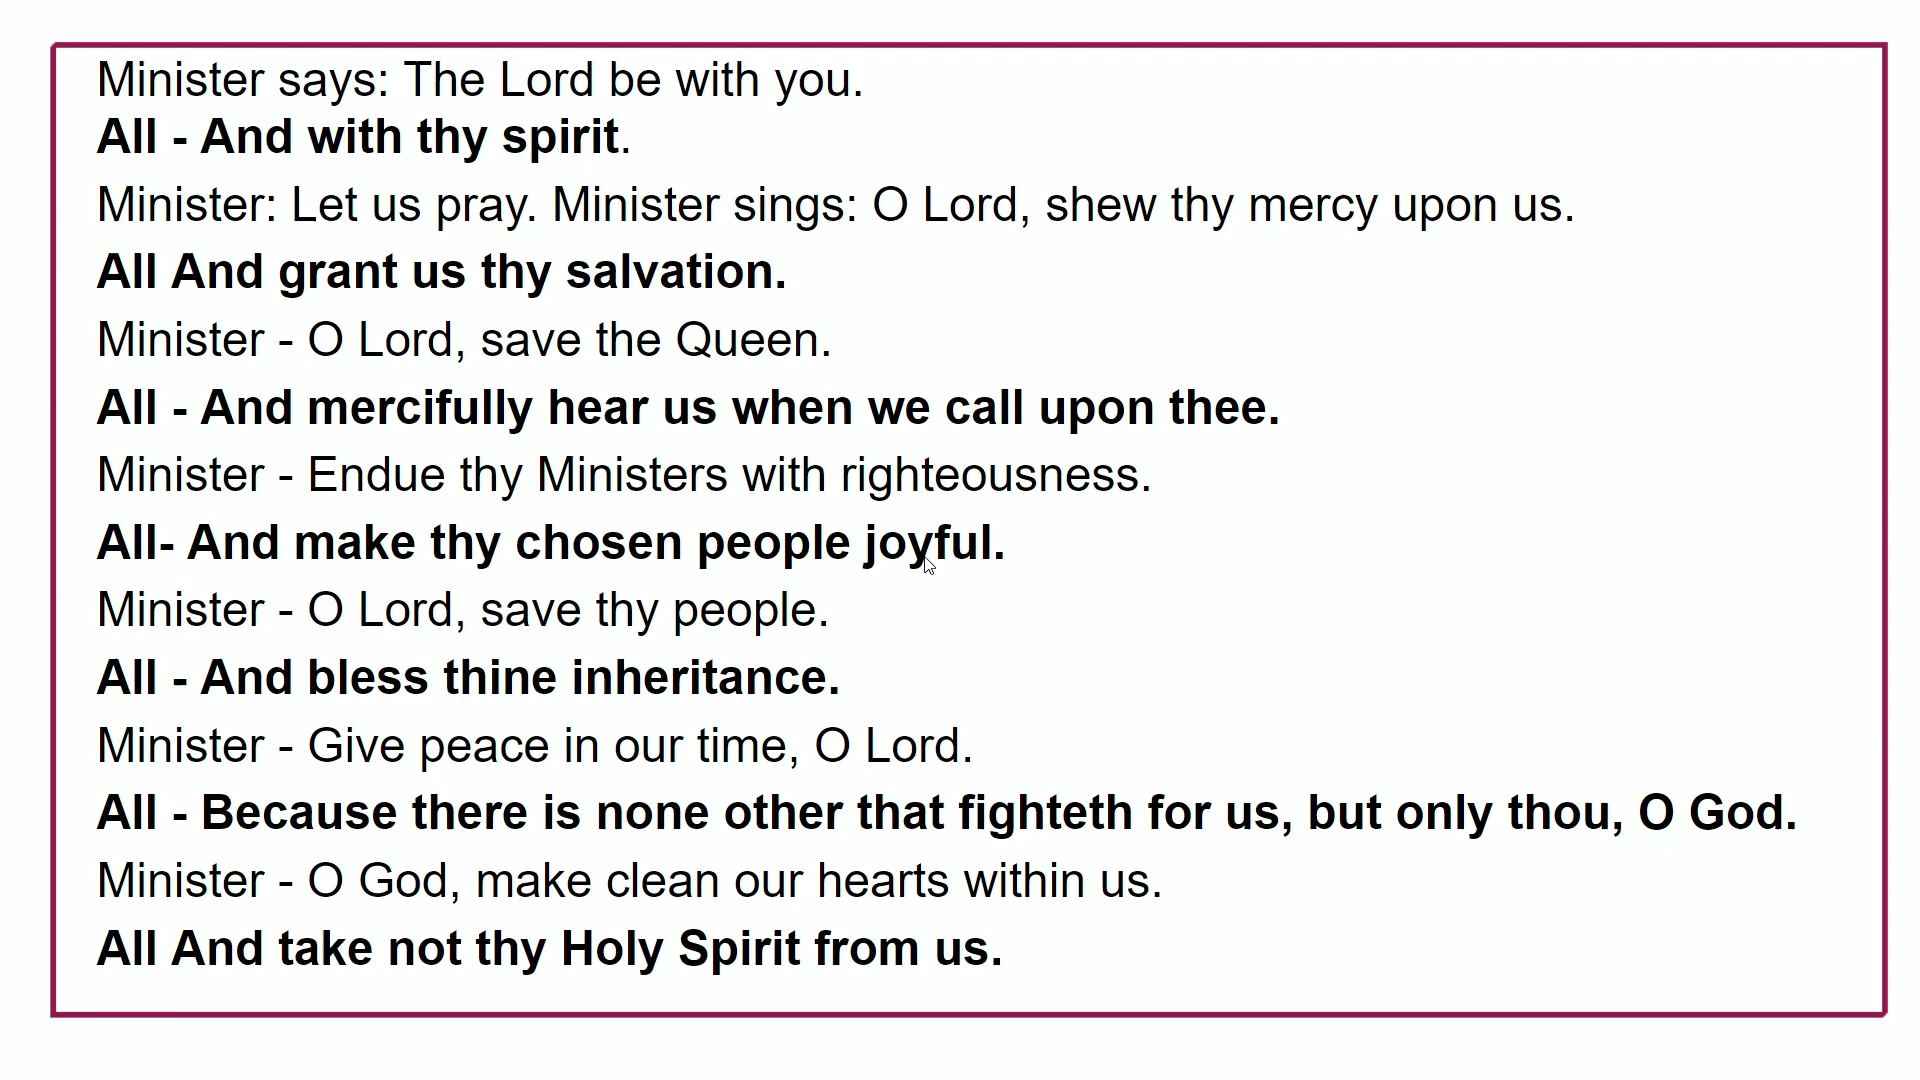 Minister says: The Lord be with you.
All - And with thy spirit.
Minister: Let us pray. Minister sings: O Lord, shew thy mercy upon us.
All And grant us thy salvation.
Minister - O Lord, save the Queen.
All - And mercifully hear us when we call upon thee.
Minister - Endue thy Ministers with righteousness.
All- And make thy chosen people joyful.
Minister - O Lord, save thy people.
All - And bless thine inheritance.
Minister - Give peace in our time, O Lord.
All - Because there is none other that fighteth for us, but only thou, O God.
Minister - O God, make clean our hearts within us.
All And take not thy Holy Spirit from us.